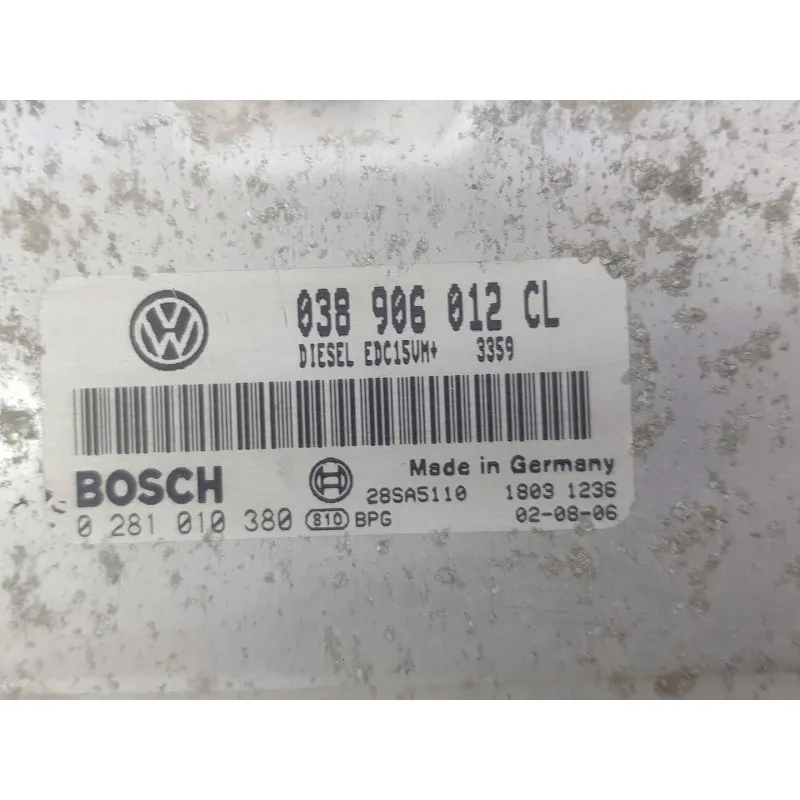 038 906 012 CL
DIESEL EDC15VM+ 3359
BOSCH
Made in Germany
28SA5110 1803 1236
0 281 010 380 810 BPG 02-08-06